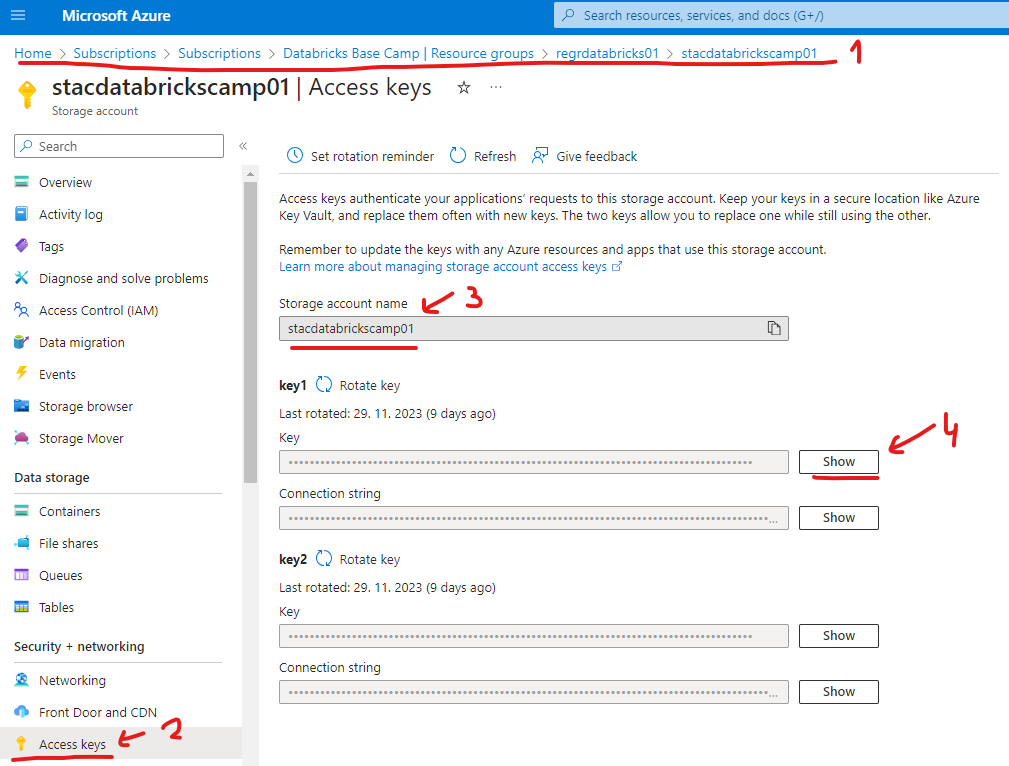 Microsoft Azure
Search resources, services, and docs (G+/)
Home > Subscriptions > Subscriptions > Databricks Base Camp | Resource groups > regrdatabricks01 > stacdatabrickscamp01
1
stacdatabrickscamp01 | Access keys
Storage account
Search
Set rotation reminder
Refresh
Give feedback
Overview
Activity log
Tags
Diagnose and solve problems
Access Control (IAM)
Data migration
Events
Storage browser
Storage Mover
Data storage
Containers
File shares
Queues
Tables
Security + networking
Networking
Front Door and CDN
Access keys
2
Access keys authenticate your applications' requests to this storage account. Keep your keys in a secure location like Azure
Key Vault, and replace them often with new keys. The two keys allow you to replace one while still using the other.
Remember to update the keys with any Azure resources and apps that use this storage account.
Learn more about managing storage account access keys
Storage account name
3
stacdatabrickscamp01
key1
Rotate key
Last rotated: 29. 11. 2023 (9 days ago)
Key
Show
4
Connection string
Show
key2
Rotate key
Last rotated: 29. 11. 2023 (9 days ago)
Key
Show
Connection string
Show